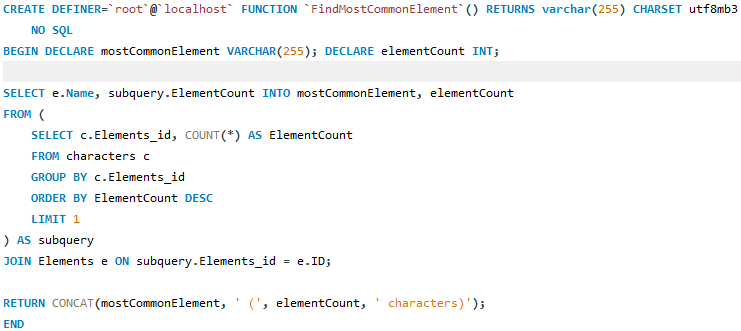 CREATE DEFINER=`root`@`localhost` FUNCTION `FindMostCommonElement`() RETURNS varchar(255) CHARSET utf8mb3
    NO SQL
BEGIN DECLARE mostCommonElement VARCHAR(255); DECLARE elementCount INT;

SELECT e.Name, subquery.ElementCount INTO mostCommonElement, elementCount
FROM (
    SELECT c.Elements_id, COUNT(*) AS ElementCount
    FROM characters c
    GROUP BY c.Elements_id
    ORDER BY ElementCount DESC
    LIMIT 1
) AS subquery
JOIN Elements e ON subquery.Elements_id = e.ID;

RETURN CONCAT(mostCommonElement, ' (', elementCount, ' characters)');
END